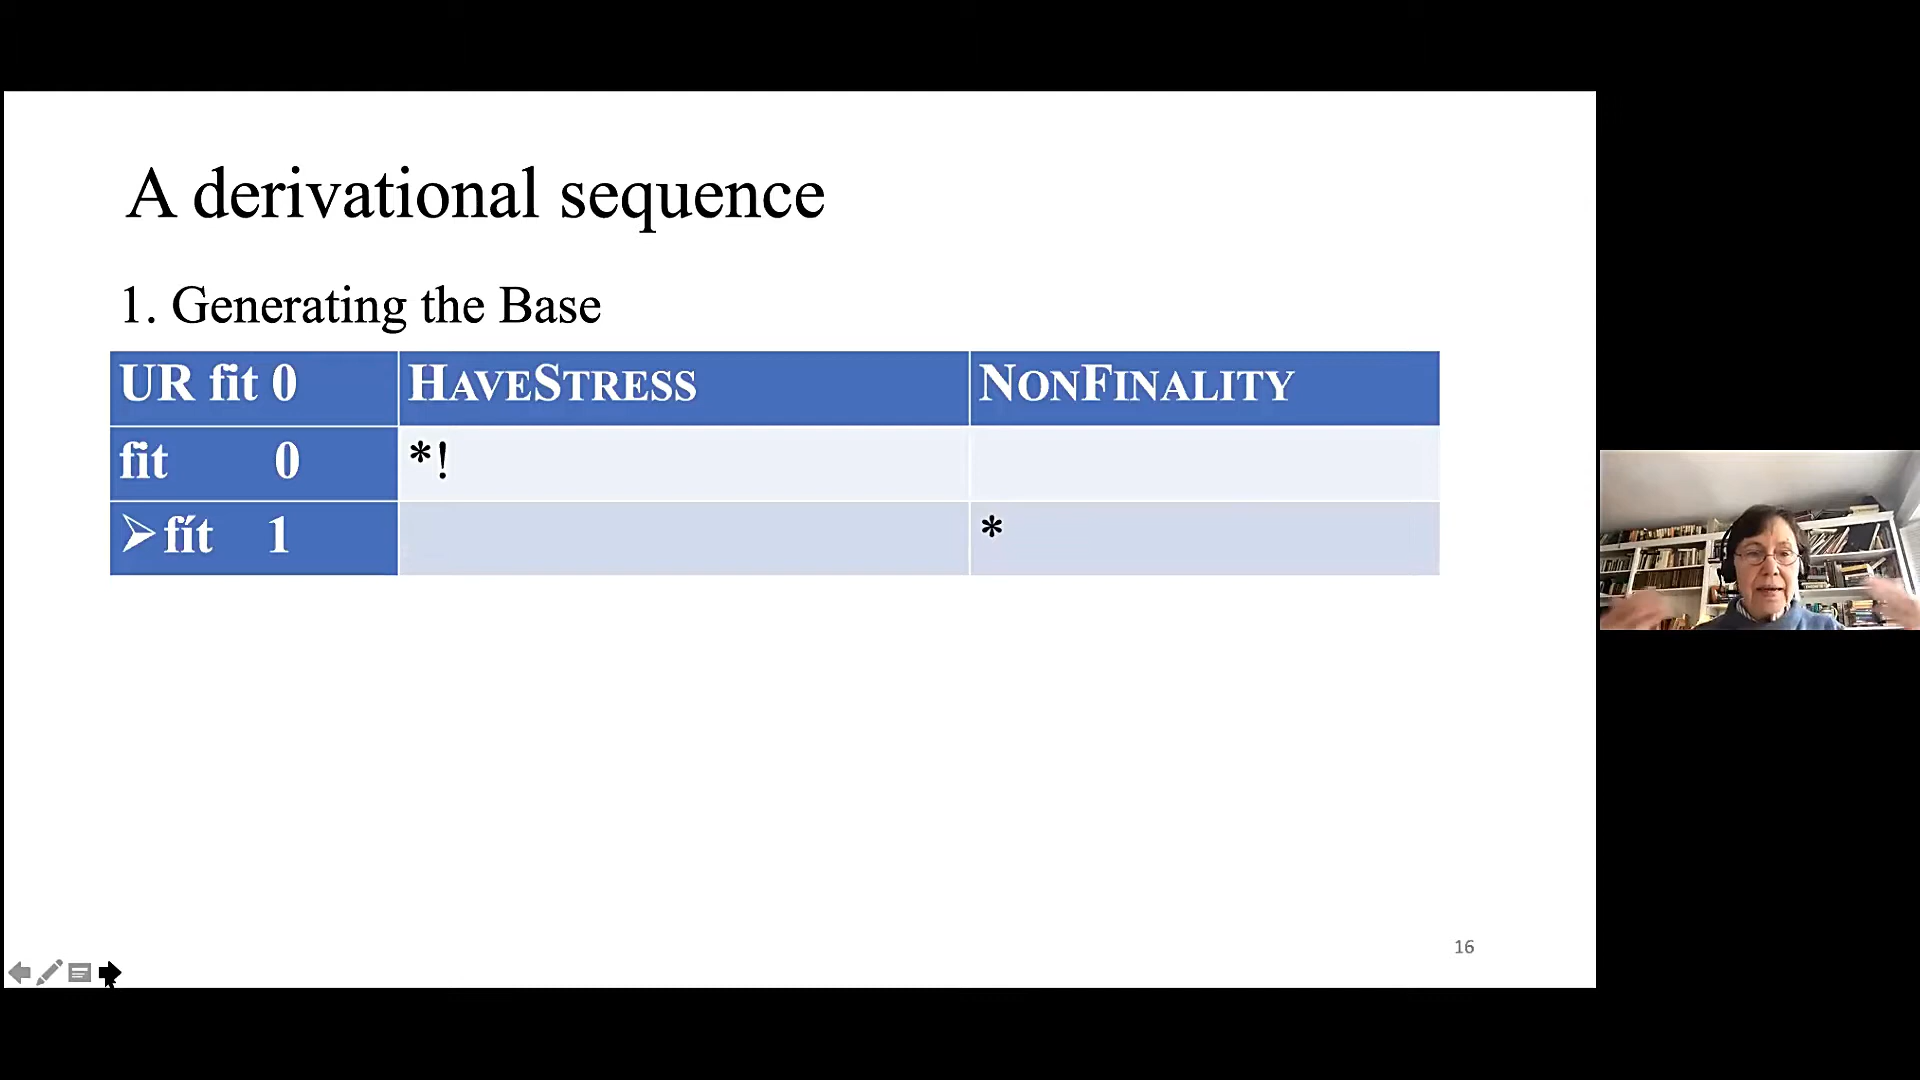 A derivational sequence
1. Generating the Base
UR fit 0 HAVESTRESS NONFINALITY
fit 0 *!
➢fít 1 *
16